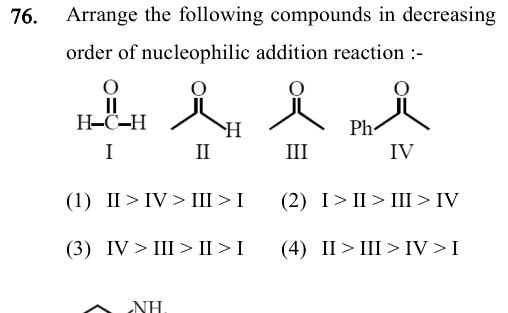 76. Arrange the following compounds in decreasing
order of nucleophilic addition reaction :-
O O O O
H–C–H H Ph
I II III IV
(1) II > IV > III > I (2) I > II > III > IV
(3) IV > III > II > I (4) II > III > IV > I
NH